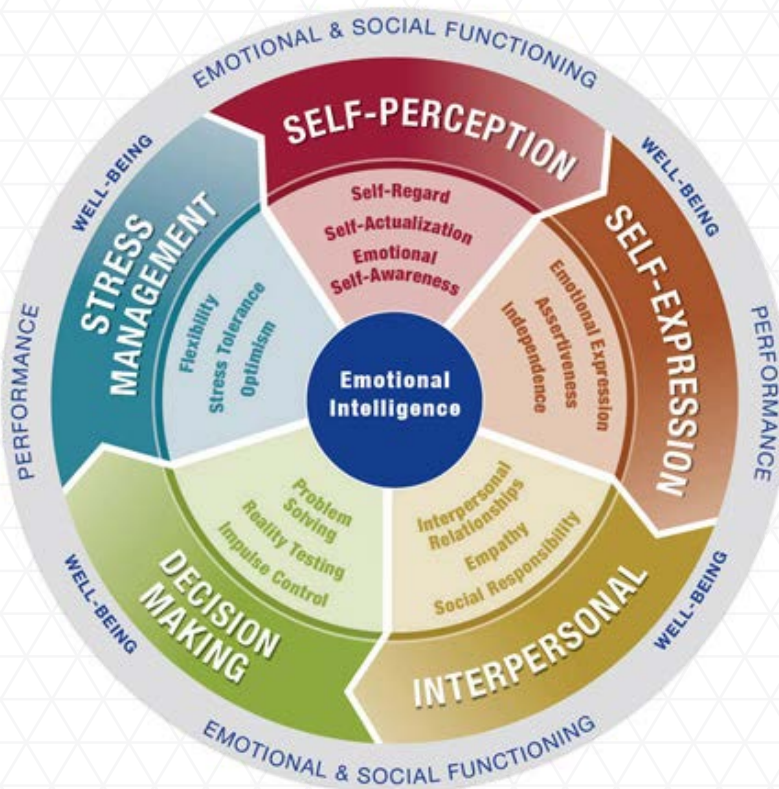 EMOTIONAL & SOCIAL FUNCTIONING
WELL-BEING
WELL-BEING
PERFORMANCE
PERFORMANCE
SELF-PERCEPTION
Self-Regard
Self-Actualization
Emotional
Self-Awareness
SELF-EXPRESSION
Emotional Expression
Assertiveness
Independence
INTERPERSONAL
Interpersonal
Relationships
Empathy
Social Responsibility
DECISION
MAKING
Problem
Solving
Reality Testing
Impulse Control
STRESS
MANAGEMENT
Flexibility
Stress Tolerance
Optimism
Emotional
Intelligence
WELL-BEING
WELL-BEING
EMOTIONAL & SOCIAL FUNCTIONING